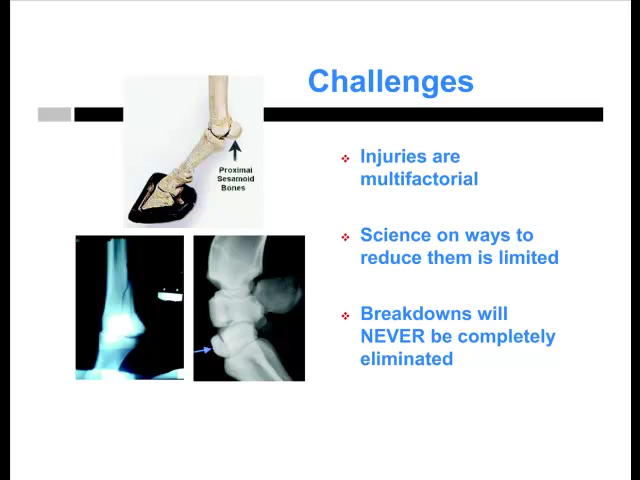 Challenges
Proximal
Sesamoid
Bones
Injuries are
multifactorial
Science on ways to
reduce them is limited
Breakdowns will
NEVER be completely
eliminated